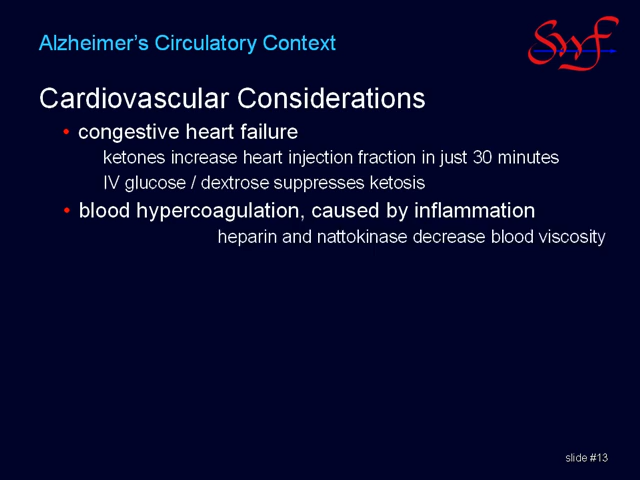 Alzheimer's Circulatory Context
Swf
Cardiovascular Considerations
• congestive heart failure
ketones increase heart injection fraction in just 30 minutes
IV glucose / dextrose suppresses ketosis
• blood hypercoagulation, caused by inflammation
heparin and nattokinase decrease blood viscosity
slide #13